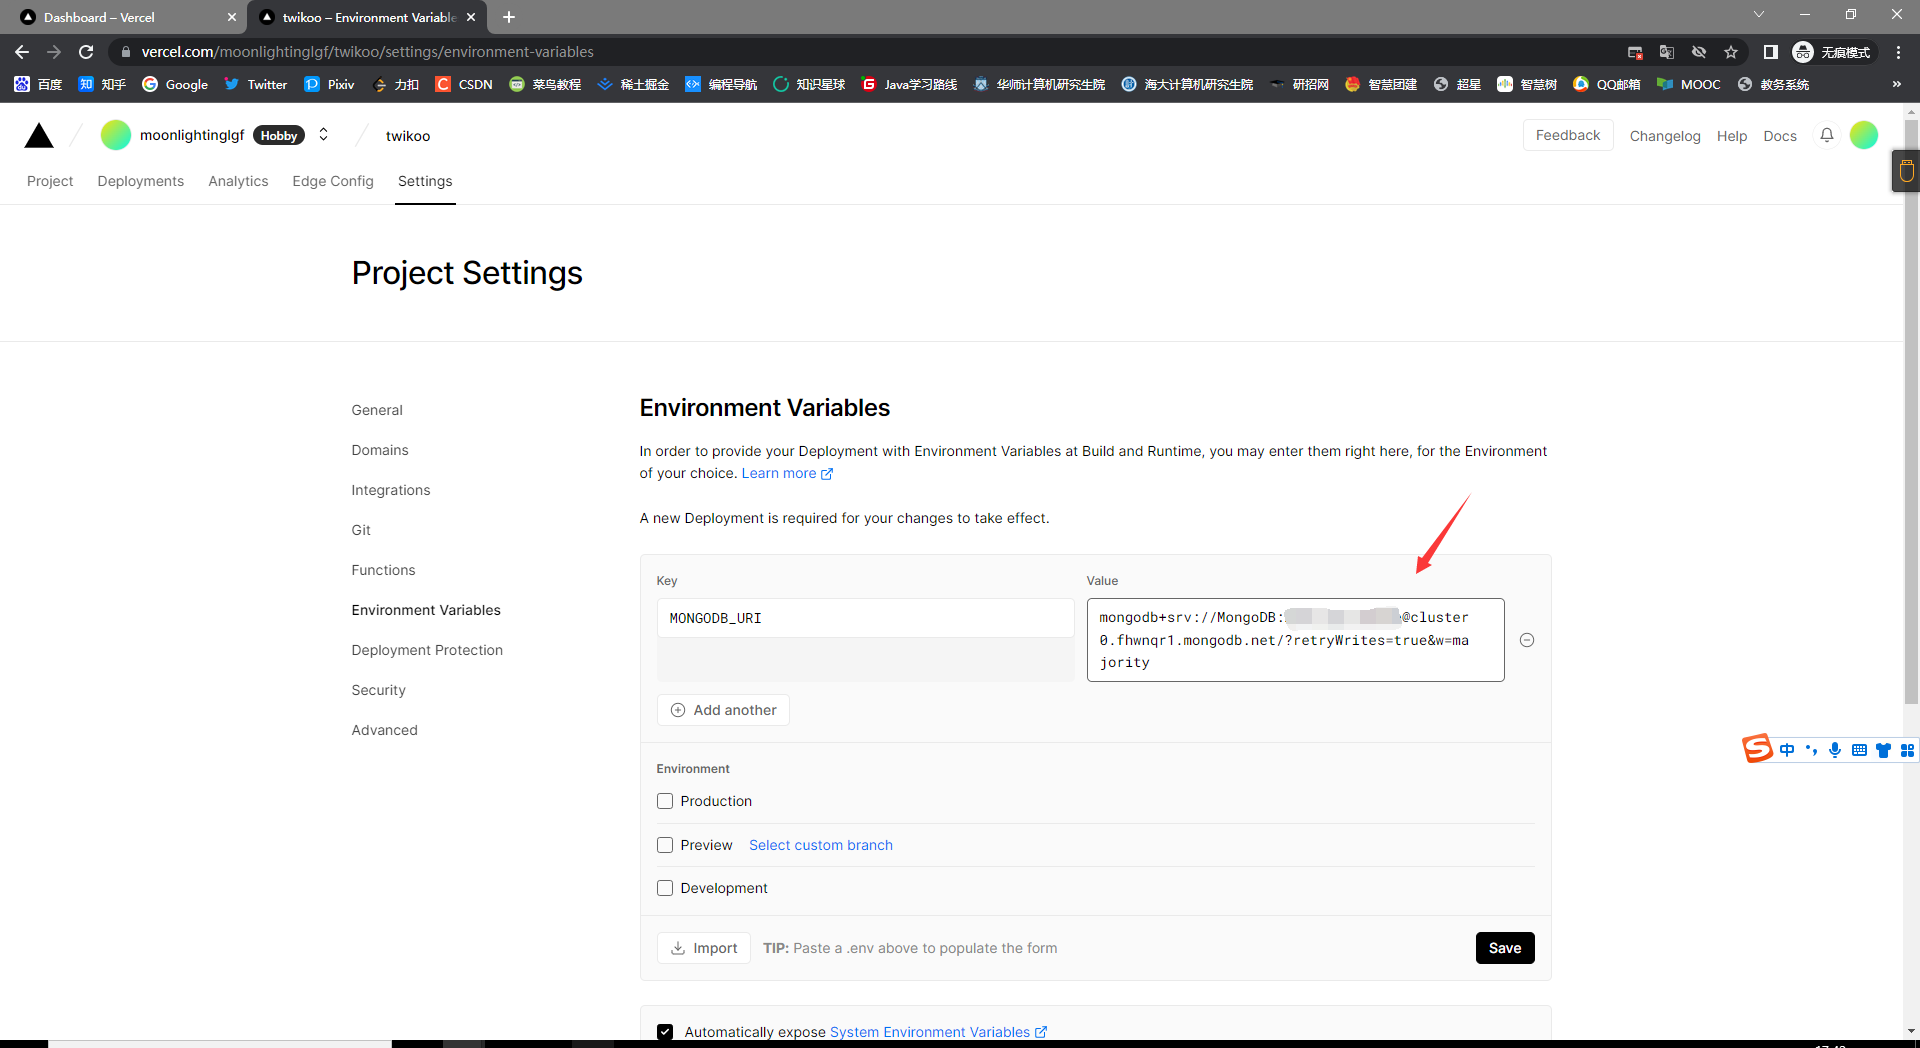 Dashboard – Vercel
twikoo – Environment Variable
vercel.com/moonlightinglgf/twikoo/settings/environment-variables
无痕模式
百度 知乎 Google Twitter Pixiv 力扣 CSDN 菜鸟教程 稀土掘金 编程导航 知识星球 Java学习路线 华师计算机研究生院 海大计算机研究生院 研招网 智慧团建 超星 智慧树 QQ邮箱 MOOC 教务系统 »
moonlightinglgf Hobby twikoo
Feedback Changelog Help Docs
Project Deployments Analytics Edge Config Settings
Project Settings
General
Domains
Integrations
Git
Functions
Environment Variables
Deployment Protection
Security
Advanced
Environment Variables
In order to provide your Deployment with Environment Variables at Build and Runtime, you may enter them right here, for the Environment
of your choice. Learn more
A new Deployment is required for your changes to take effect.
Key Value
MONGODB_URI
mongodb+srv://MongoDB: @cluster
0.fhwnqr1.mongodb.net/?retryWrites=true&w=ma
jority
Add another
Environment
Production
Preview Select custom branch
Development
Import TIP: Paste a .env above to populate the form Save
Automatically expose System Environment Variables
中